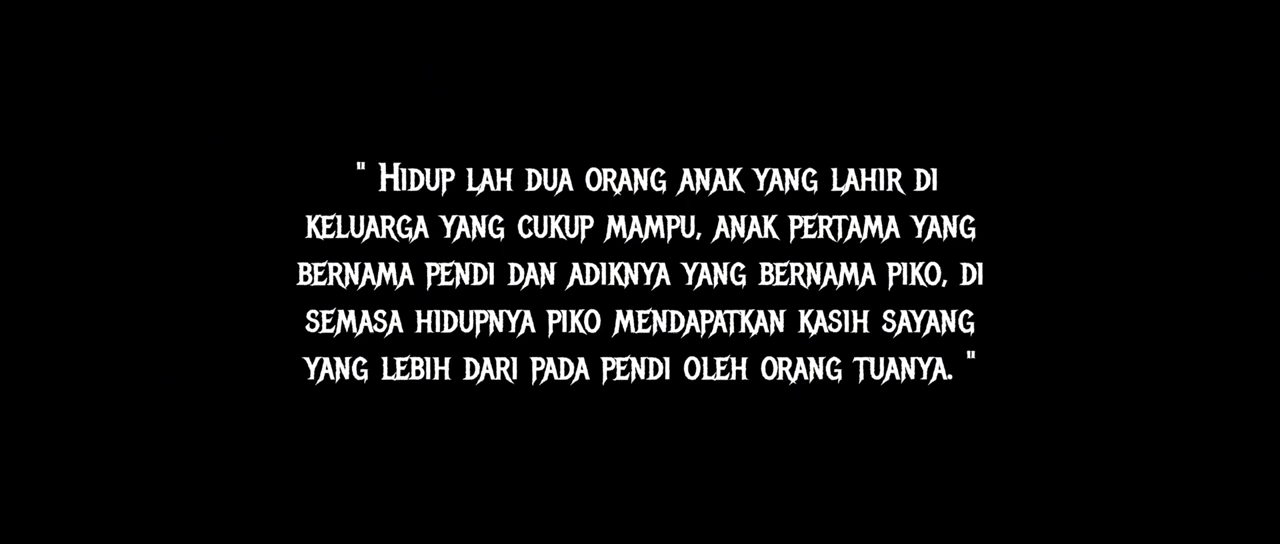 " Hidup lah dua orang anak yang lahir di
keluarga yang cukup mampu, anak pertama yang
bernama pendi dan adiknya yang bernama piko, di
semasa hidupnya piko mendapatkan kasih sayang
yang lebih dari pada pendi oleh orang tuanya. "